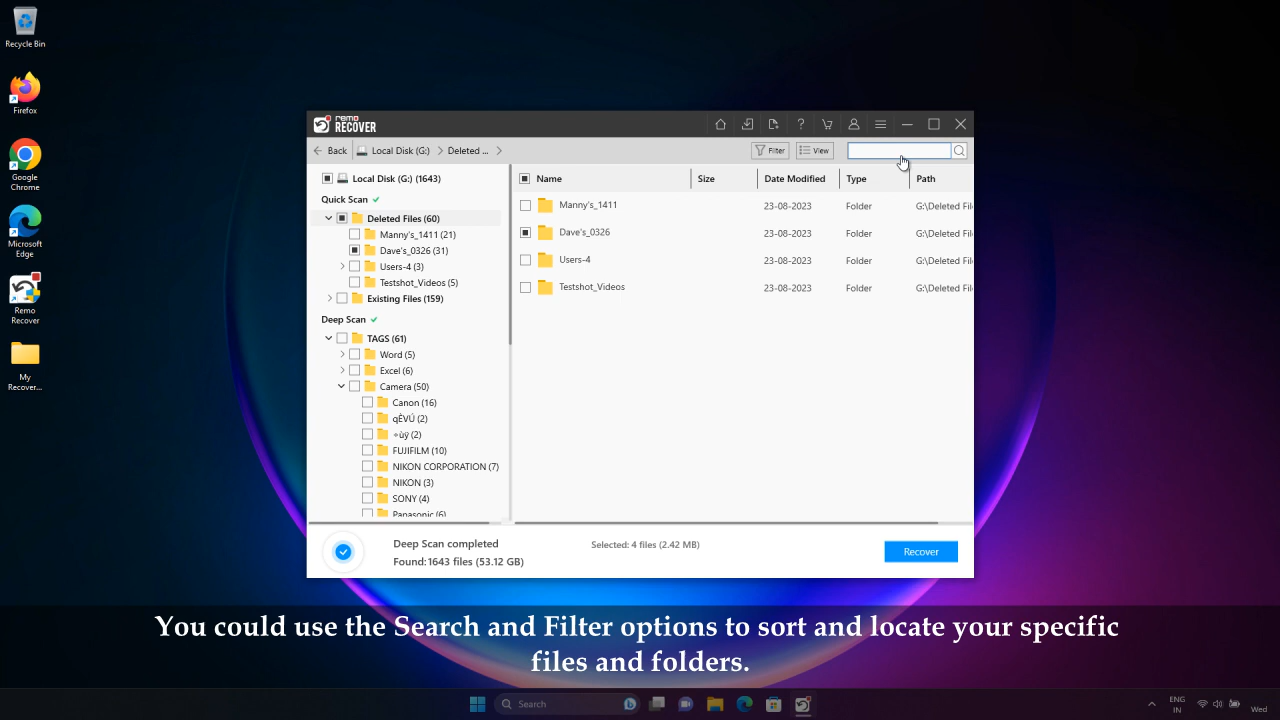 Recycle Bin
Firefox
Google
Chrome
Microsoft
Edge
Remo
Recover
My
Recover...
remo
RECOVER
Back Local Disk (G:) Deleted ... Filter View
Local Disk (G:) (1643)
Quick Scan
Deleted Files (60)
Manny's_1411 (21)
Dave's_0326 (31)
Users-4 (3)
Testshot_Videos (5)
Existing Files (159)
Deep Scan
TAGS (61)
Word (5)
Excel (6)
Camera (50)
Canon (16)
qÊVÚ (2)
÷ùÿ (2)
FUJIFILM (10)
NIKON CORPORATION (7)
NIKON (3)
SONY (4)
Panasonic (6)
Name Size Date Modified Type Path
Manny's_1411 23-08-2023 Folder G:\Deleted Fil
Dave's_0326 23-08-2023 Folder G:\Deleted Fil
Users-4 23-08-2023 Folder G:\Deleted Fil
Testshot_Videos 23-08-2023 Folder G:\Deleted Fil
Deep Scan completed
Found:1643 files (53.12 GB)
Selected: 4 files (2.42 MB)
Recover
You could use the Search and Filter options to sort and locate your specific
files and folders.
Search
ENG
IN
Wed